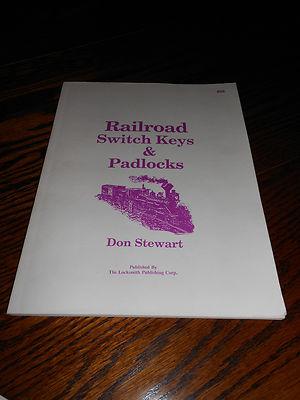 Railroad
Switch Keys
&
Padlocks
Don Stewart
Published By
The Locksmith Publishing Corp.